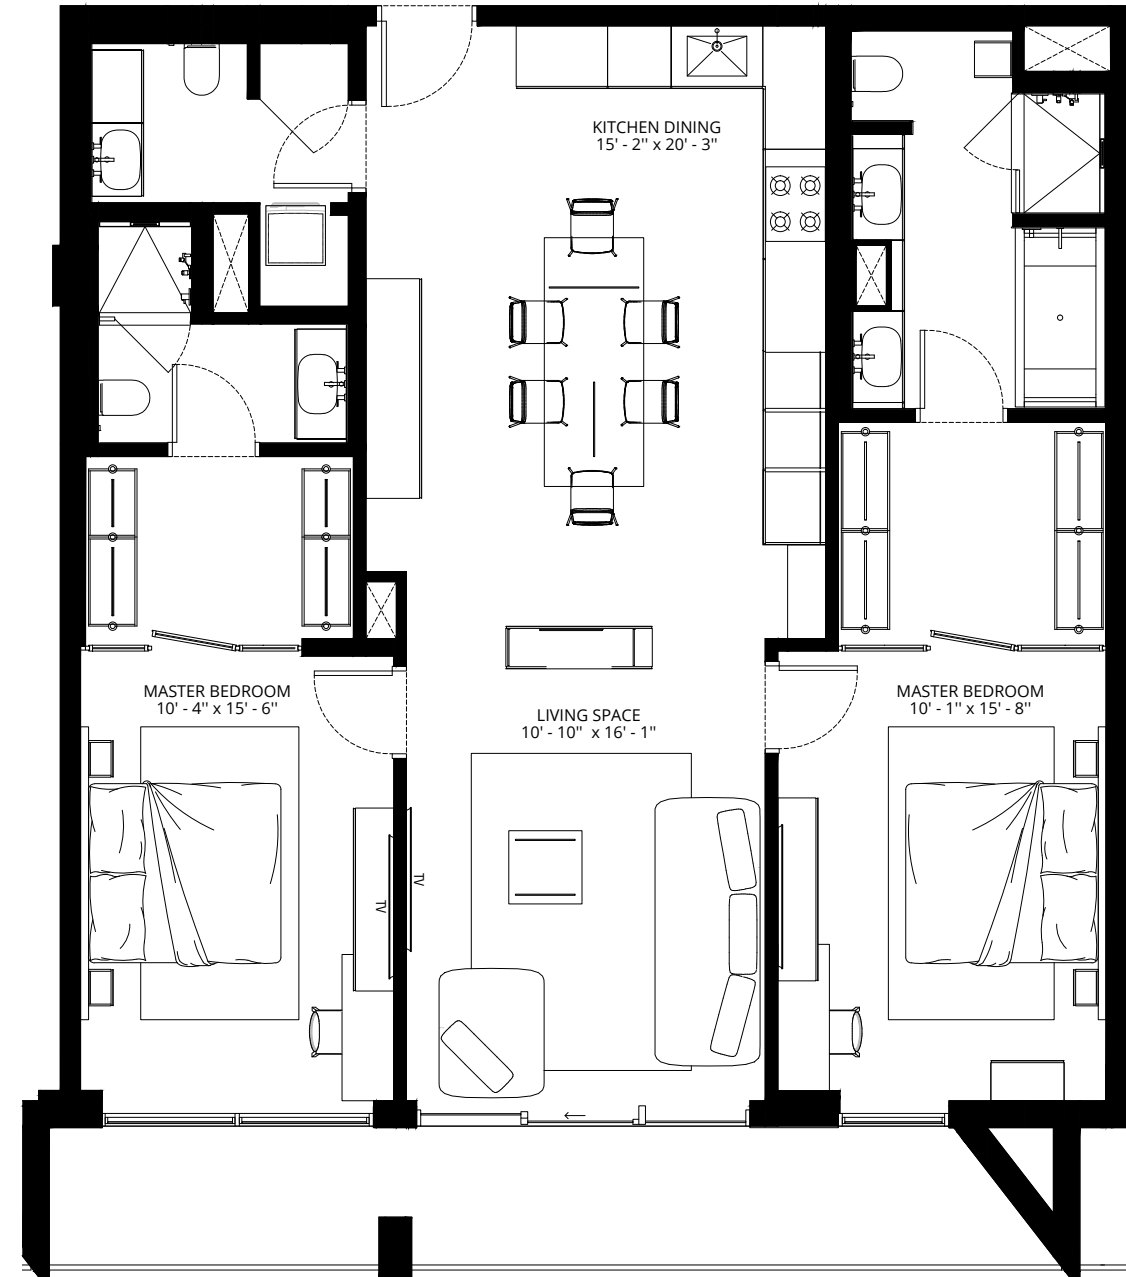 KITCHEN DINING
15' - 2" x 20' - 3"
MASTER BEDROOM
10' - 4" x 15' - 6"
LIVING SPACE
10' - 10" x 16' - 1"
MASTER BEDROOM
10' - 1" x 15' - 8"
TV
TV